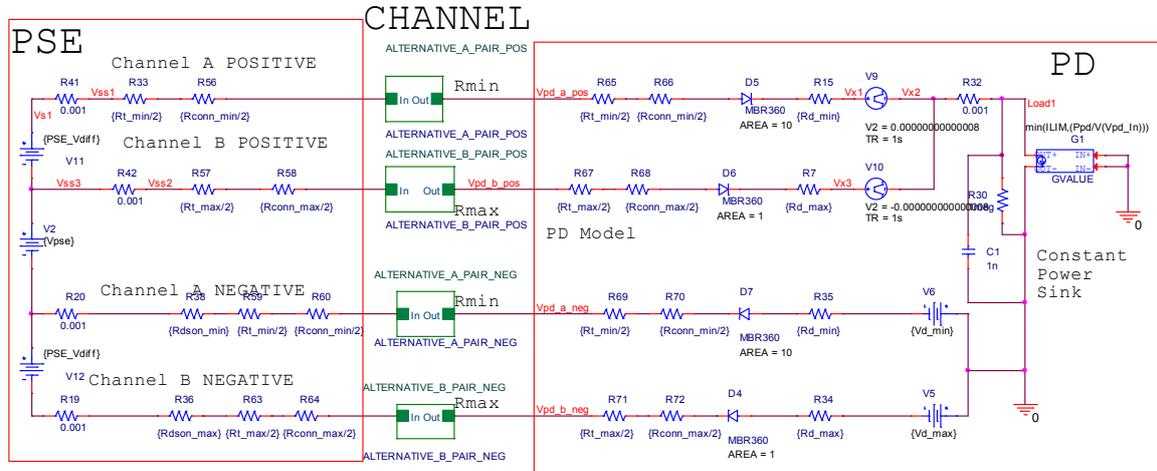 CHANNEL
PSE
PD
ALTERNATIVE_A_PAIR_POS
Channel A POSITIVE
R41
Vss1
R33
R56
Rmin
Vpd_a_pos
R65
R66
D5
R15
V9
Vx1
Vx2
R32
Load1
0.001
{Rt_min/2}
{Rconn_min/2}
In Out
{Rt_min/2}
{Rconn_min/2}
MBR360
AREA = 10
{Rd_min}
V2 = 0.00000000000008
TR = 1s
0.001
Vs1
min(ILIM,(Ppd/V(Vpd_In)))
G1
OUT+ IN+
OUT- IN-
GVALUE
0
{PSE_Vdiff}
V11
Channel B POSITIVE
ALTERNATIVE_A_PAIR_POS
ALTERNATIVE_B_PAIR_POS
Vss3
R42
Vss2
R57
R58
In Out
Vpd_b_pos
R67
R68
D6
R7
Vx3
V10
0.001
{Rt_max/2}
{Rconn_max/2}
Rmax
{Rt_max/2}
{Rconn_max/2}
MBR360
AREA = 1
{Rd_max}
TR = 1s
R30
ALTERNATIVE_B_PAIR_POS
PD Model
V2
{Vpse}
C1
1n
Constant
Power
Sink
ALTERNATIVE_A_PAIR_NEG
Channel A NEGATIVE
R20
R38
R59
R60
Rmin
In Out
Vpd_a_neg
R69
R70
D7
R35
V6
0.001
{Rdson_min}
{Rt_min/2}
{Rconn_min/2}
{Rt_min/2}
{Rconn_min/2}
MBR360
AREA = 10
{Rd_min}
{Vd_min}
ALTERNATIVE_A_PAIR_NEG
{PSE_Vdiff}
V12
Channel B NEGATIVE
ALTERNATIVE_B_PAIR_NEG
R19
R36
R63
R64
Rmax
In Out
Vpd_b_neg
R71
R72
D4
R34
V5
0
0.001
{Rdson_max}
{Rt_max/2}
{Rconn_max/2}
{Rt_max/2}
{Rconn_max/2}
MBR360
AREA = 1
{Rd_max}
{Vd_max}
ALTERNATIVE_B_PAIR_NEG